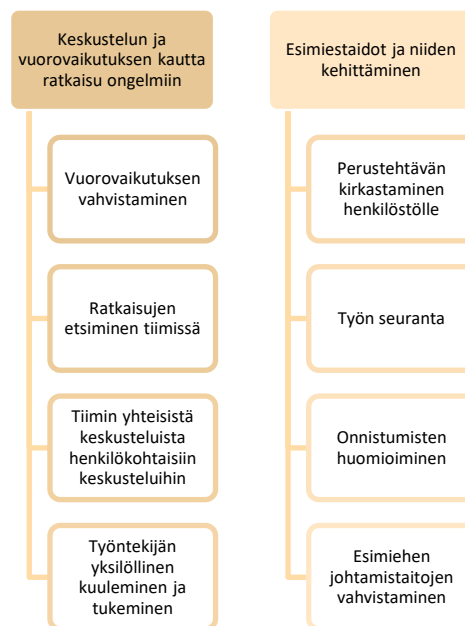 Keskustelun ja
vuorovaikutuksen kautta
ratkaisu ongelmiin
Vuorovaikutuksen
vahvistaminen
Ratkaisujen
etsiminen tiimissä
Tiimin yhteisistä
keskusteluista
henkilökohtaisiin
keskusteluihin
Työntekijän
yksilöllinen
kuuleminen ja
tukeminen
Esimiestaidot ja niiden
kehittäminen
Perustehtävän
kirkastaminen
henkilöstölle
Työn seuranta
Onnistumisten
huomioiminen
Esimiehen
johtamistaitojen
vahvistaminen